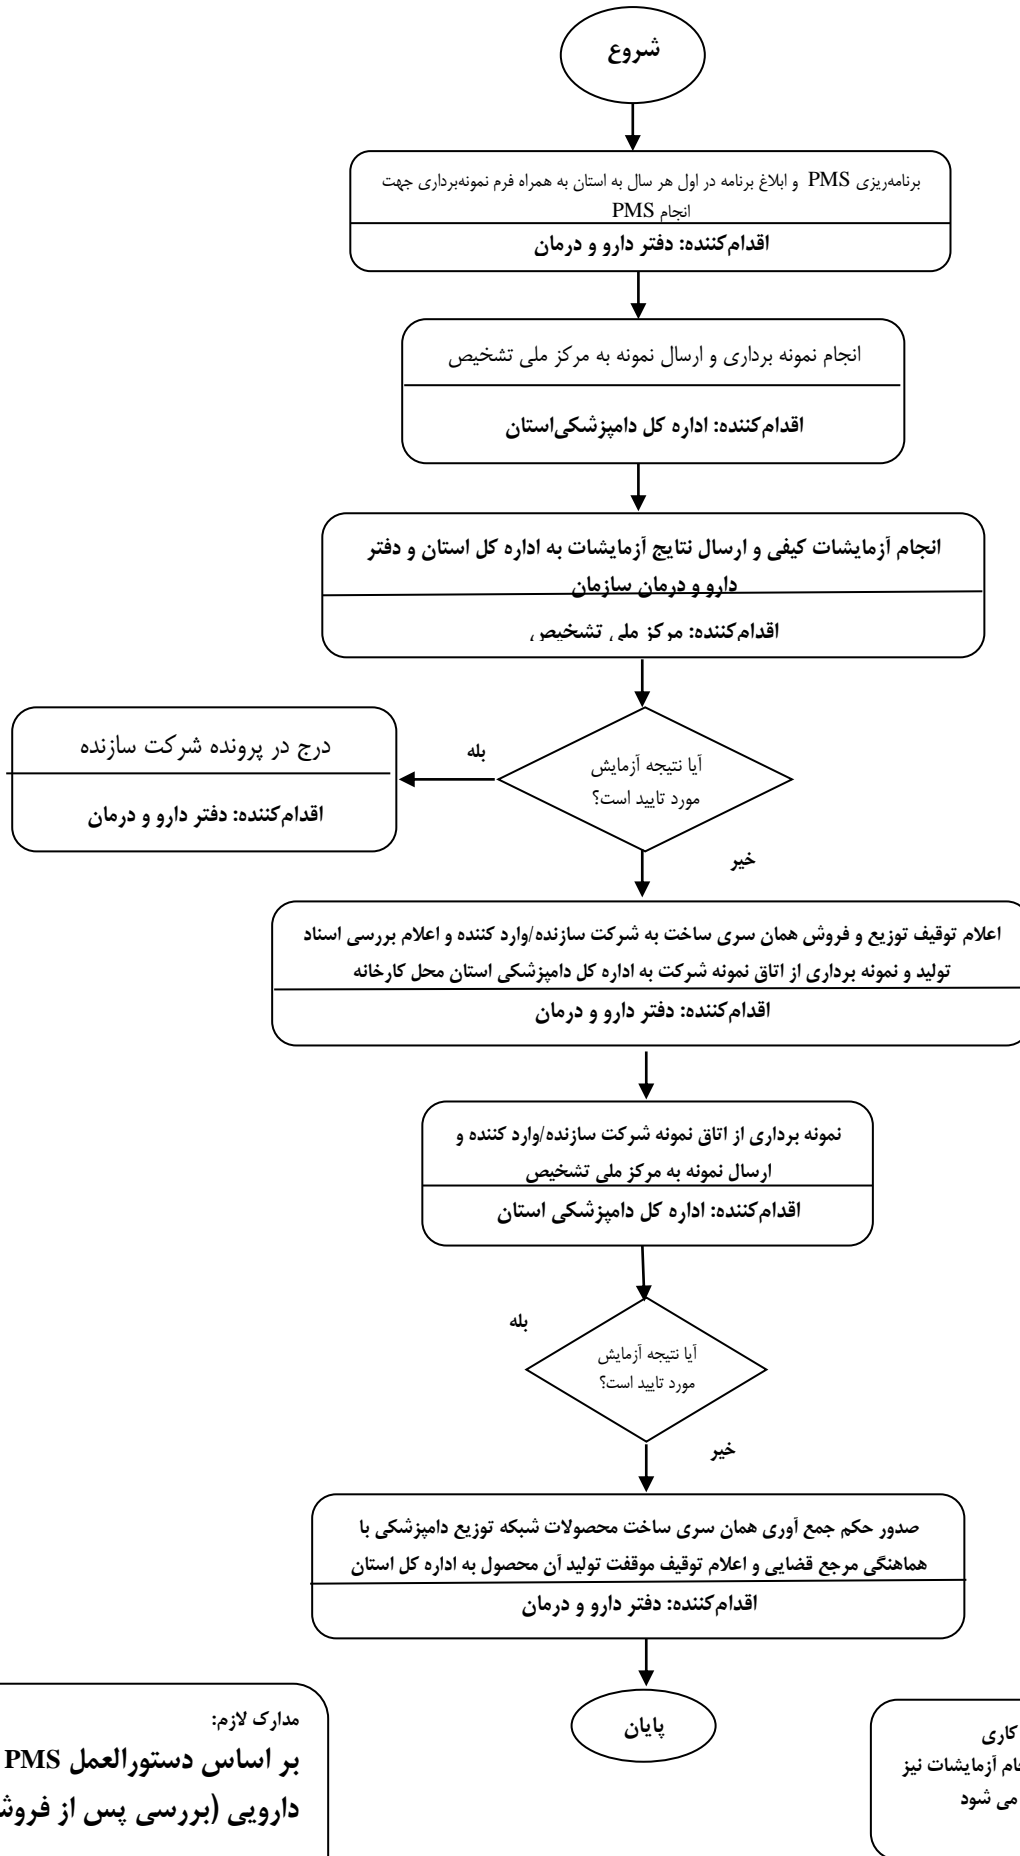 شروع
برنامه‌ریزی PMS و ابلاغ برنامه در اول هر سال به استان به همراه فرم نمونه‌برداری جهت
انجام PMS
اقدام‌کننده: دفتر دارو و درمان
انجام نمونه برداری و ارسال نمونه به مرکز ملی تشخیص
اقدام‌کننده: اداره کل دامپزشکی‌استان
انجام آزمایشات کیفی و ارسال نتایج آزمایشات به اداره کل استان و دفتر
دارو و درمان سازمان
اقدام‌کننده: مرکز ملی تشخیص
آیا نتیجه آزمایش
مورد تایید است؟
بله
درج در پرونده شرکت سازنده
اقدام‌کننده: دفتر دارو و درمان
خیر
اعلام توقیف توزیع و فروش همان سری ساخت به شرکت سازنده/وارد کننده و اعلام بررسی اسناد
تولید و نمونه برداری از اتاق نمونه شرکت به اداره کل دامپزشکی استان محل کارخانه
اقدام‌کننده: دفتر دارو و درمان
نمونه برداری از اتاق نمونه شرکت سازنده/وارد کننده و
ارسال نمونه به مرکز ملی تشخیص
اقدام‌کننده: اداره کل دامپزشکی استان
بله
آیا نتیجه آزمایش
مورد تایید است؟
خیر
صدور حکم جمع آوری همان سری ساخت محصولات شبکه توزیع دامپزشکی با
هماهنگی مرجع قضایی و اعلام توقیف موقفت تولید آن محصول به اداره کل استان
اقدام‌کننده: دفتر دارو و درمان
پایان
مدارک لازم:
بر اساس دستورالعمل PMS
دارویی (بررسی پس از
کاری
آزمایشات نیز
می شود